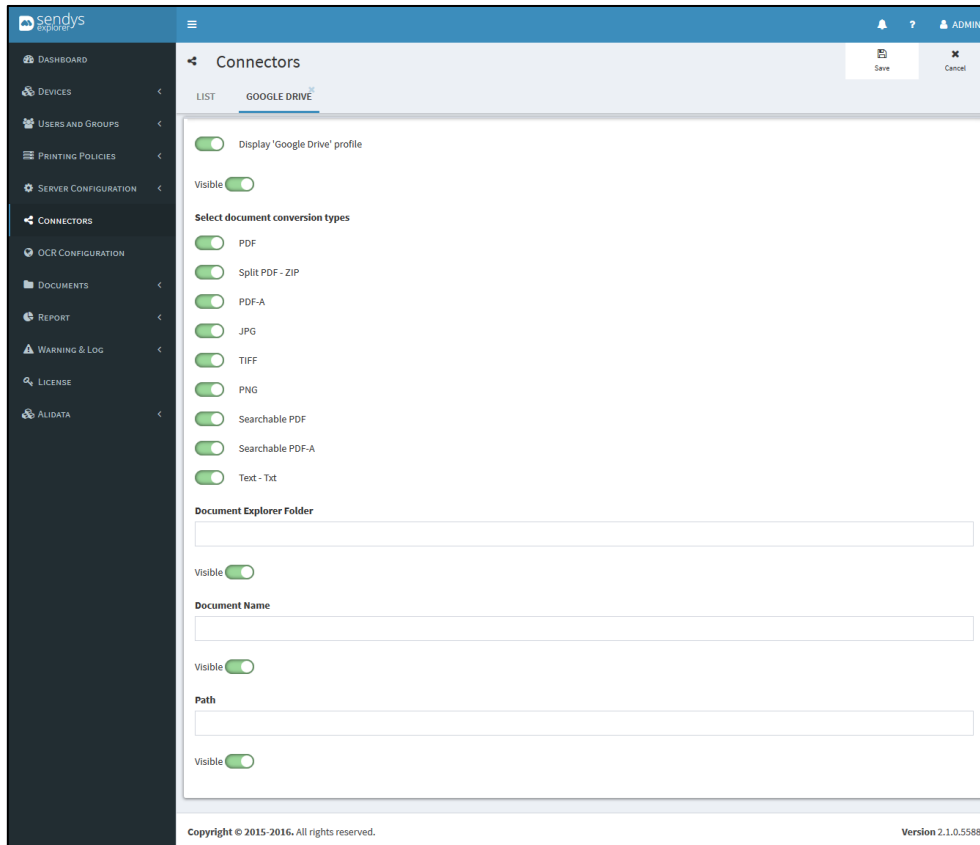 sendys
explorer
ADMIN
DASHBOARD
DEVICES
USERS AND GROUPS
PRINTING POLICIES
SERVER CONFIGURATION
CONNECTORS
OCR CONFIGURATION
DOCUMENTS
REPORT
WARNING & LOG
LICENSE
ALIDATA
Connectors
Save
Cancel
LIST GOOGLE DRIVE
Display 'Google Drive' profile
Visible
Select document conversion types
PDF
Split PDF - ZIP
PDF-A
JPG
TIFF
PNG
Searchable PDF
Searchable PDF-A
Text - Txt
Document Explorer Folder
Visible
Document Name
Visible
Path
Visible
Copyright © 2015-2016. All rights reserved. Version 2.1.0.5588